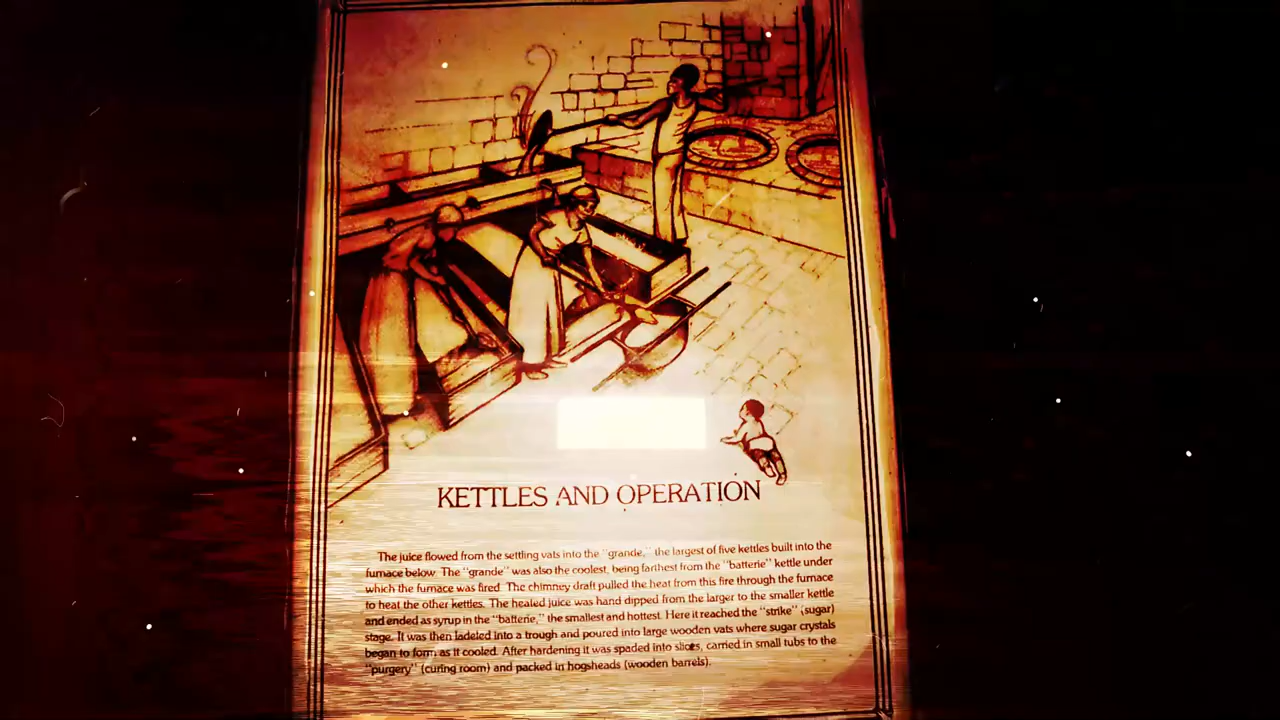 KETTLES AND OPERATION
The juice flowed from the settling vats into the "grande," the largest of five kettles built into the
furnace below. The "grande" was also the coolest, being farthest from the "batterie" kettle under
which the furnace was fired. The chimney draft pulled the heat from this fire through the furnace
to heat the other kettles. The heated juice was hand dipped from the larger to the smaller kettle
and ended as syrup in the "batterie," the smallest and hottest. Here it reached the "strike" (sugar)
stage. It was then ladeled into a trough and poured into large wooden vats where sugar crystals
began to form as it cooled. After hardening it was spaded into slices, carried in small tubs to the
"purgery" (curing room) and packed in hogsheads (wooden barrels).